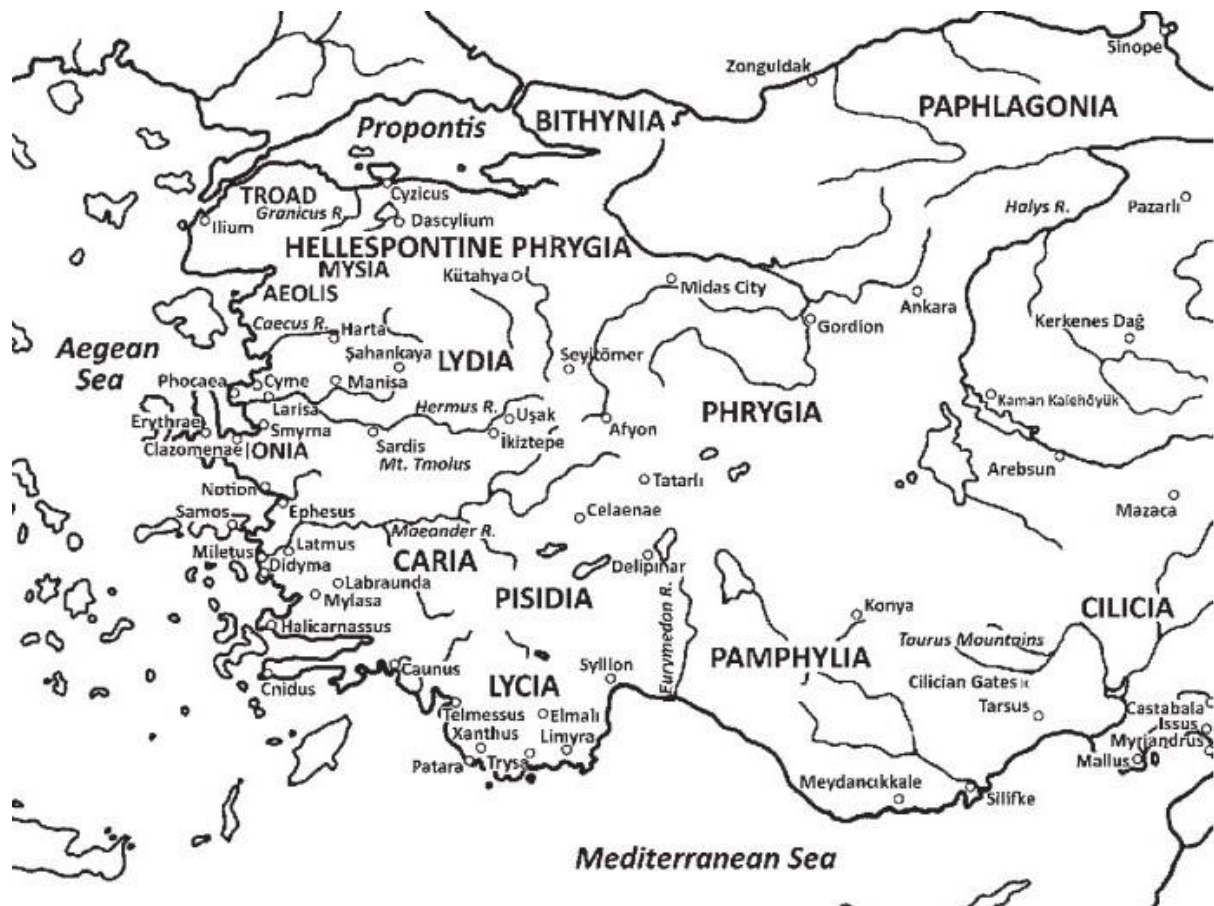 Sinope
Zonguldak
PAPHLAGONIA
BITHYNIA
Propontis
TROAD
Cyzicus
Granicus R.
Ilium
Dascylium
Halys R.
Pazarlı
HELLESPONTINE PHRYGIA
MYSIA
Kütahya
Midas City
AEOLIS
Ankara
Caecus R.
Harta
Gordion
Kerkenes Dağ
Aegean
Sea
Şahankaya
LYDIA
Seyitömer
Phocaea
Cyme
Manisa
Larisa
Hermus R.
Uşak
PHRYGIA
Kaman Kalehöyük
Erythrae
Smyrna
Afyon
Clazomenae
IONIA
Sardis
İkiztepe
Mt. Tmolus
Arebsun
Tatarlı
Notion
Ephesus
Celaenae
Mazaca
Samos
Maeander R.
Miletus
Latmus
Didyma
CARIA
Delipınar
Labraunda
Mylasa
PISIDIA
Eurymedon R.
Konya
CILICIA
Halicarnassus
Taurus Mountains
PAMPHYLIA
Caunus
Syllion
Cnidus
LYCIA
Cilician Gates
Telmessus
Elmalı
Tarsus
Castabala
Xanthus
Limyra
Issus
Myriandrus
Patara
Trysa
Mallus
Meydancıkkale
Silifke
Mediterranean Sea